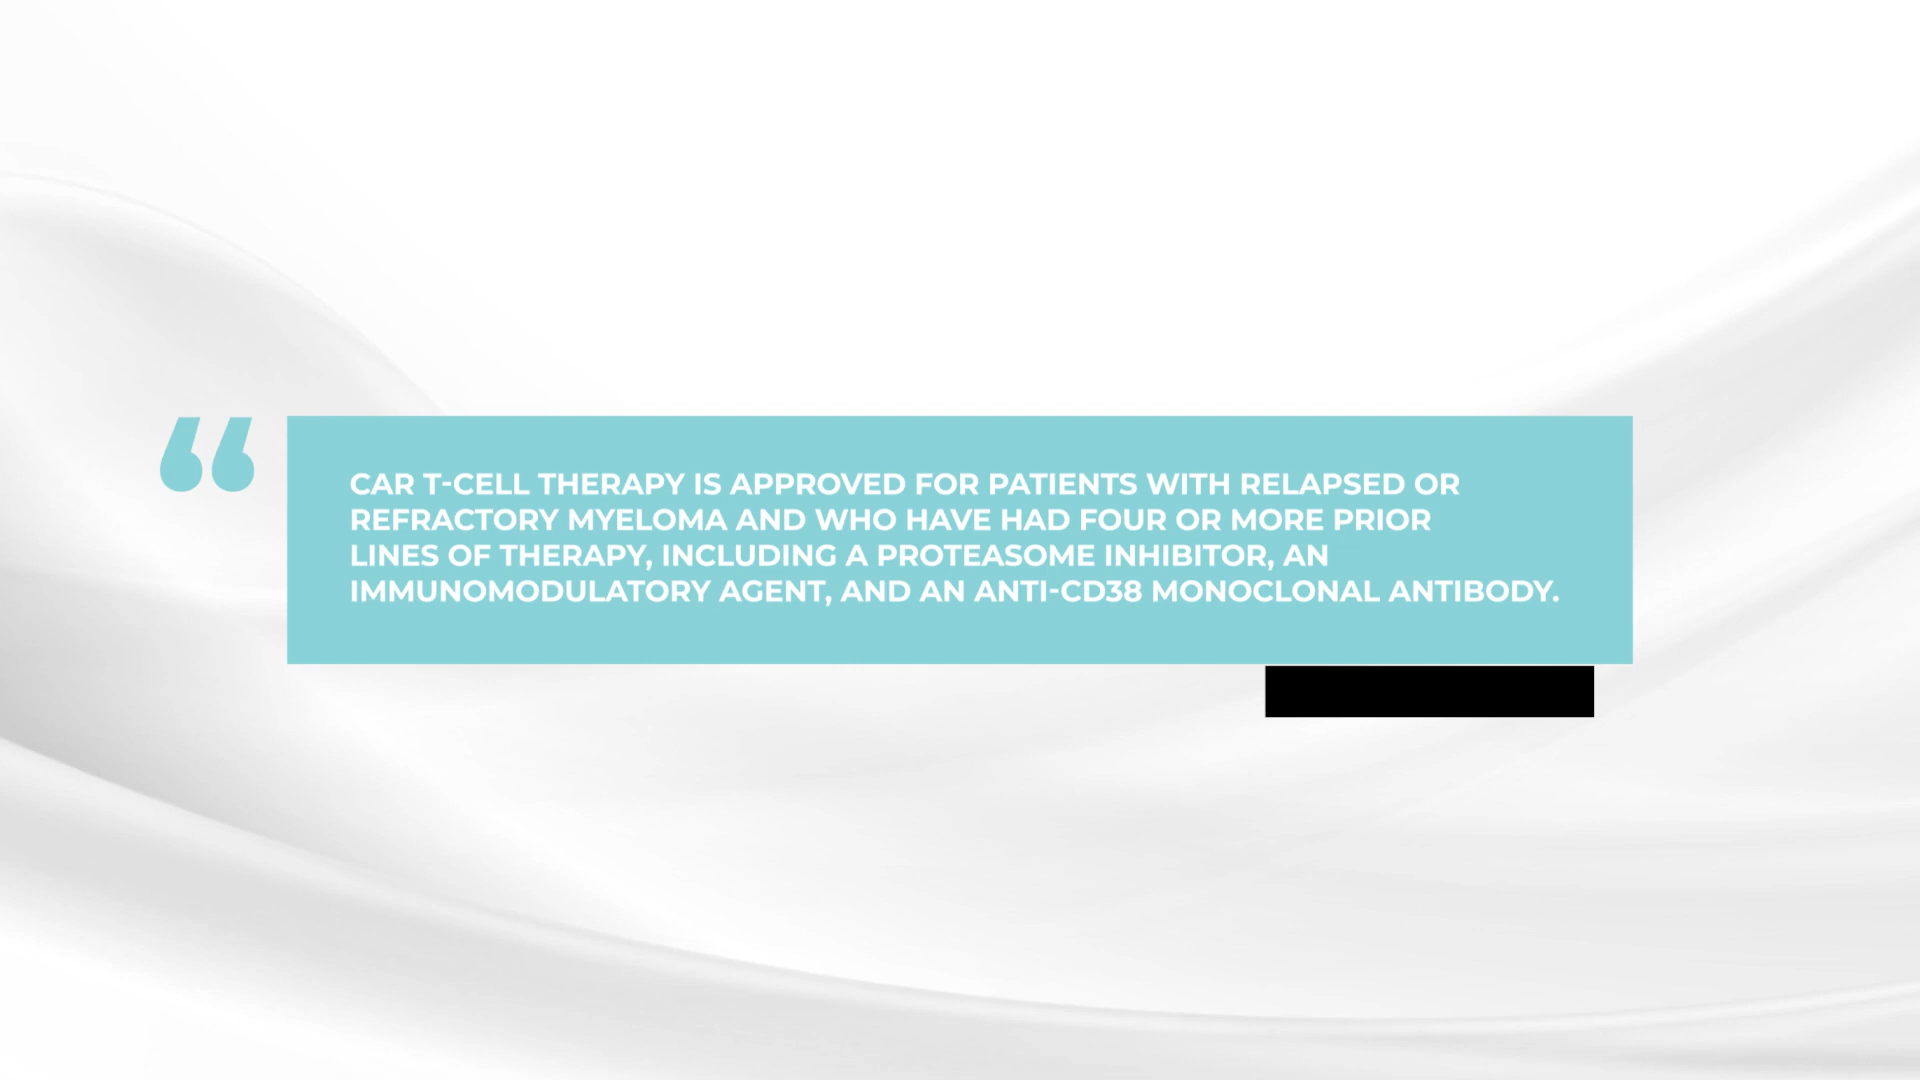 “
CAR T-CELL THERAPY IS APPROVED FOR PATIENTS WITH RELAPSED OR
REFRACTORY MYELOMA AND WHO HAVE HAD FOUR OR MORE PRIOR
LINES OF THERAPY, INCLUDING A PROTEASOME INHIBITOR, AN
IMMUNOMODULATORY AGENT, AND AN ANTI-CD38 MONOCLONAL ANTIBODY.